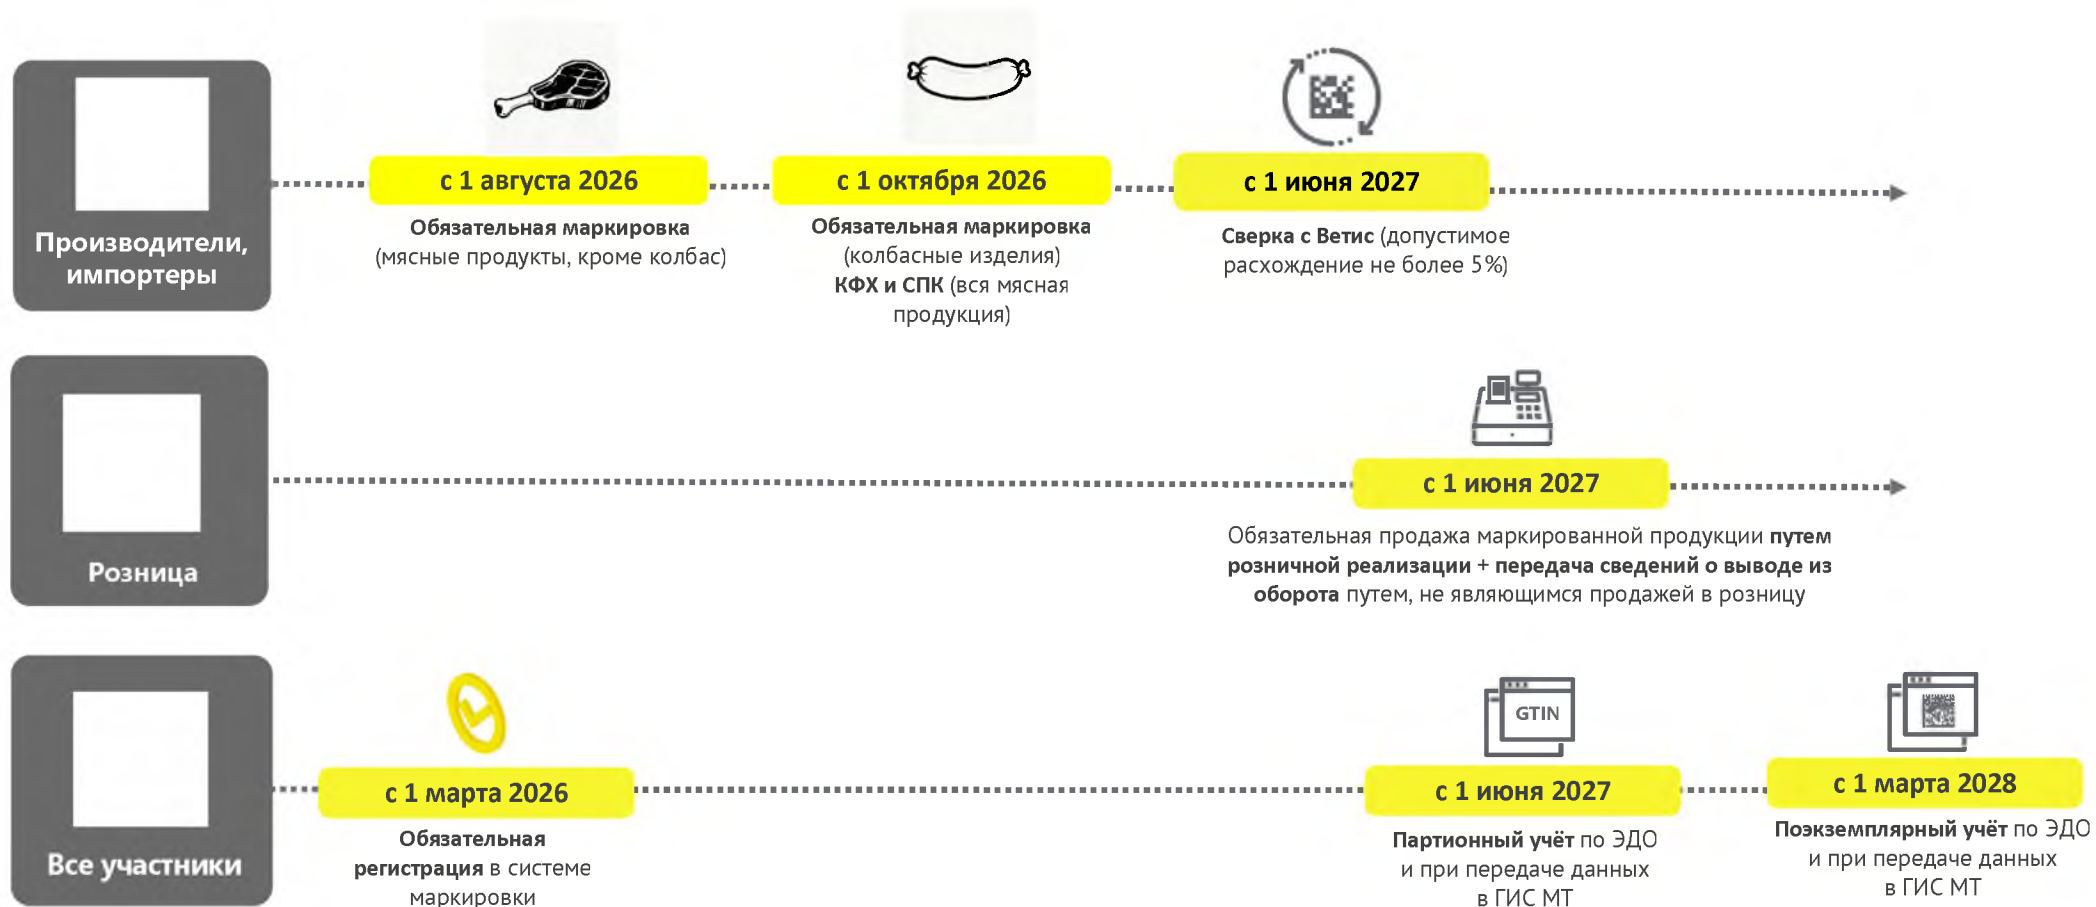 с 1 августа 2026
с 1 октября 2026
с 1 июня 2027
Производители,
импортеры
Обязательная маркировка
(мясные продукты, кроме колбас)
Обязательная маркировка
(колбасные изделия)
КФХ и СПК (вся мясная
продукция)
Сверка с Ветис (допустимое
расхождение не более 5%)
Розница
с 1 июня 2027
Обязательная продажа маркированной продукции путем
розничной реализации + передача сведений о выводе из
оборота путем, не являющимся продажей в розницу
Все участники
с 1 марта 2026
Обязательная
регистрация в системе
маркировки
GTIN
с 1 июня 2027
Партионный учёт по ЭДО
и при передаче данных
в ГИС МТ
с 1 марта 2028
Поэкземплярный учёт по ЭДО
и при передаче данных
в ГИС МТ